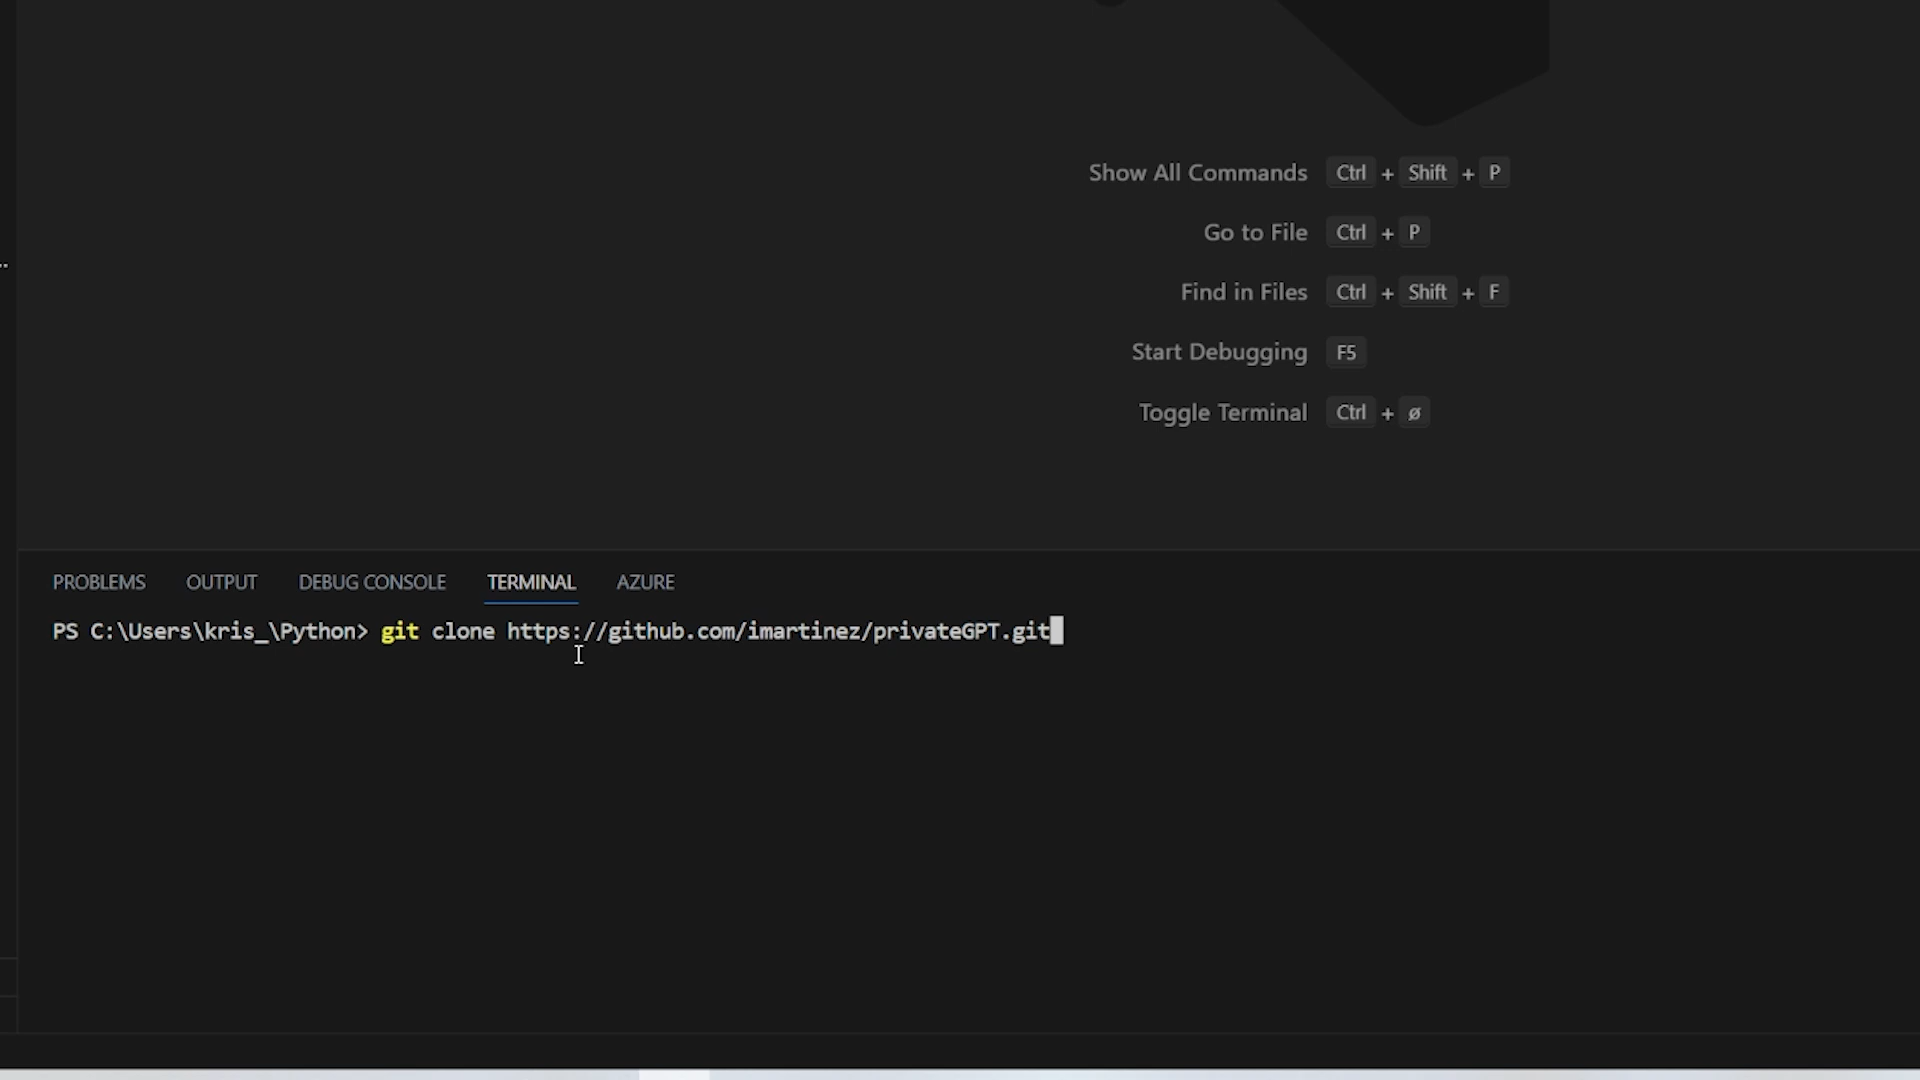 Show All Commands Ctrl + Shift + P
Go to File Ctrl + P
Find in Files Ctrl + Shift + F
Start Debugging F5
Toggle Terminal Ctrl + ø
PROBLEMS OUTPUT DEBUG CONSOLE TERMINAL AZURE
PS C:\Users\kris_\Python> git clone https://github.com/imartinez/privateGPT.git